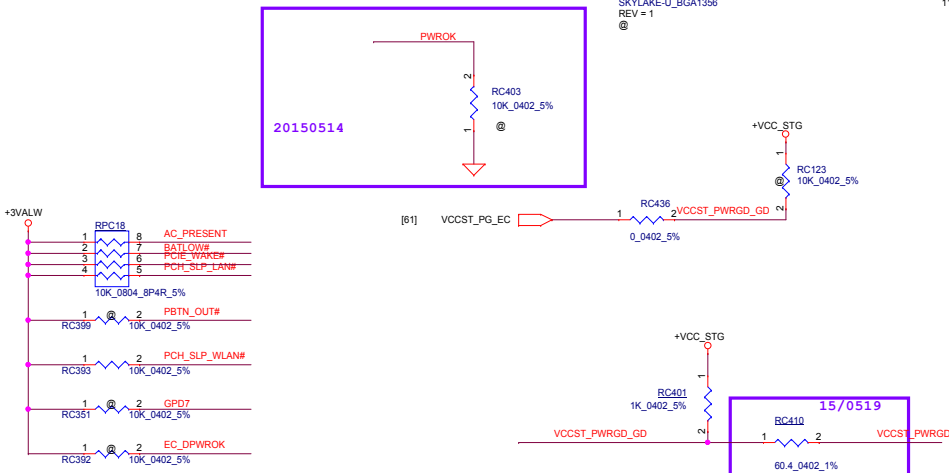 SKYLAKE-U_BGA1356
REV = 1
@
PWROK
2
RC403
10K_0402_5%
@
1
20150514
+VCC_STG
1
RC123
@
10K_0402_5%
2
[61] VCCST_PG_EC
RC436
1 2 VCCST_PWRGD_GD
0_0402_5%
+3VALW
RPC18
1 8 AC_PRESENT
2 7 BATLOW#
3 6 PCIE_WAKE#
4 5 PCH_SLP_LAN#
10K_0804_8P4R_5%
1 @ 2 PBTN_OUT#
RC399 10K_0402_5%
1 2 PCH_SLP_WLAN#
RC393 10K_0402_5%
1 @ 2 GPD7
RC351 10K_0402_5%
1 @ 2 EC_DPWROK
RC392 10K_0402_5%
+VCC_STG
1
RC401
1K_0402_5%
2
15/0519
RC410
VCCST_PWRGD_GD 1 2 VCCST_PWRGD
60.4_0402_1%